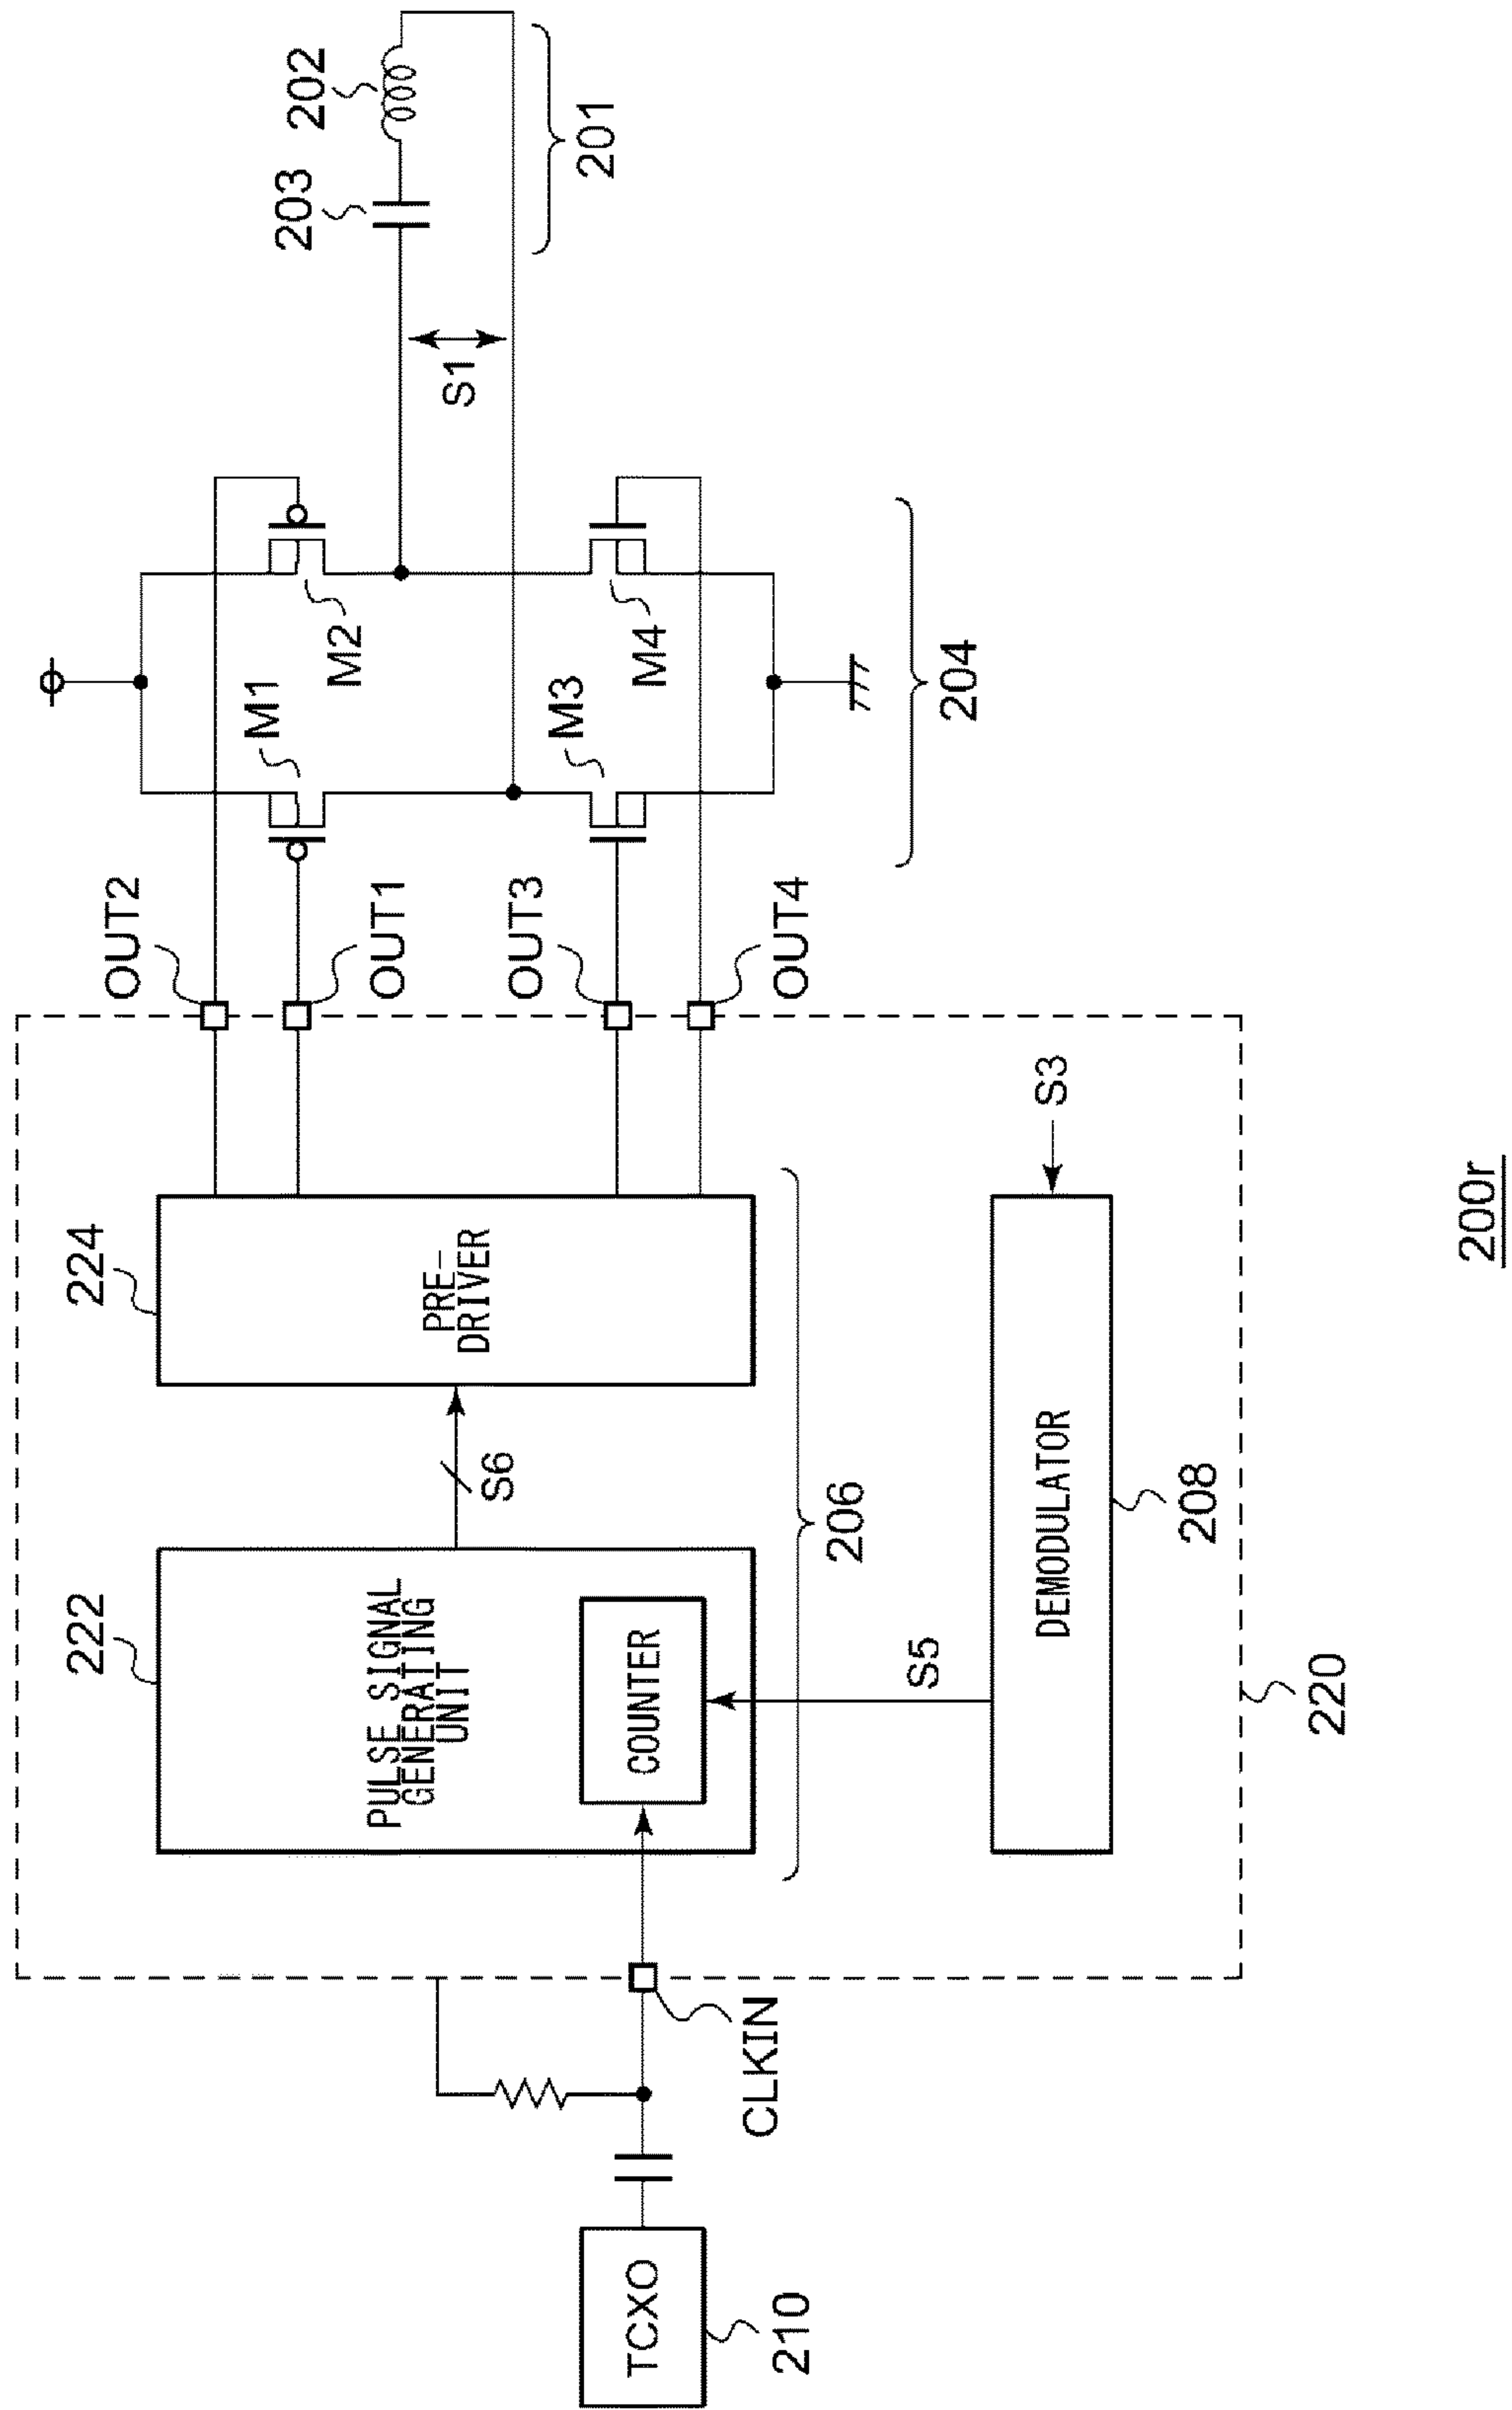 TCXO
210
CLKIN
222
PULSE SIGNAL
GENERATING
UNIT
COUNTER
S6
224
PRE-
DRIVER
206
S5
DEMODULATOR
208
S3
220
OUT2
OUT1
OUT3
OUT4
M1
M2
M3
M4
204
S1
203
202
201
200r